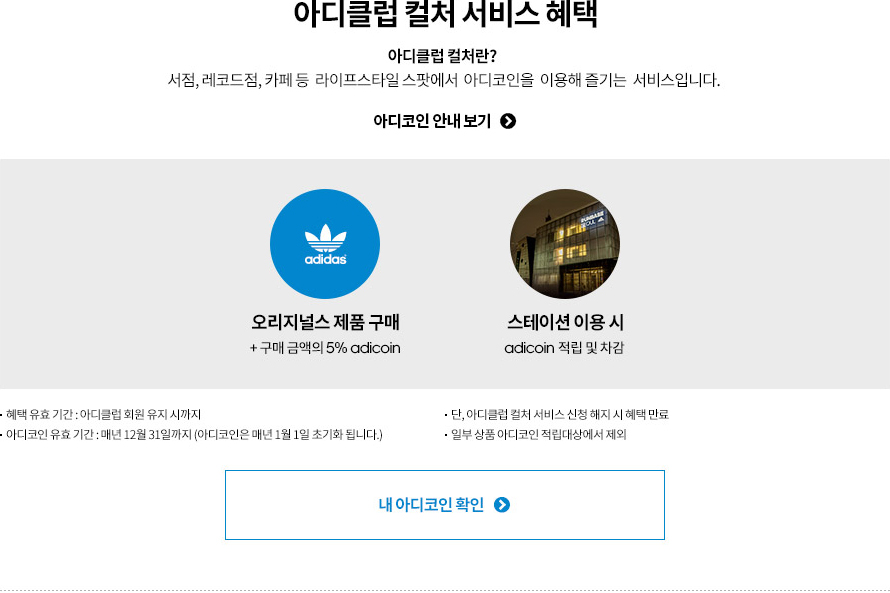 아디클럽 컬처 서비스 혜택
아디클럽 컬처란?
서점, 레코드점, 카페 등 라이프스타일 스팟에서 아디코인을 이용해 즐기는 서비스입니다.
아디코인 안내 보기
adidas
RUNBASE
SEOUL
오리지널스 제품 구매
+ 구매 금액의 5% adicoin
스테이션 이용 시
adicoin 적립 및 차감
· 혜택 유효 기간 : 아디클럽 회원 유지 시까지
· 아디코인 유효 기간 : 매년 12월 31일까지 (아디코인은 매년 1월 1일 초기화 됩니다.)
· 단, 아디클럽 컬처 서비스 신청 해지 시 혜택 만료
· 일부 상품 아디코인 적립대상에서 제외
내 아디코인 확인